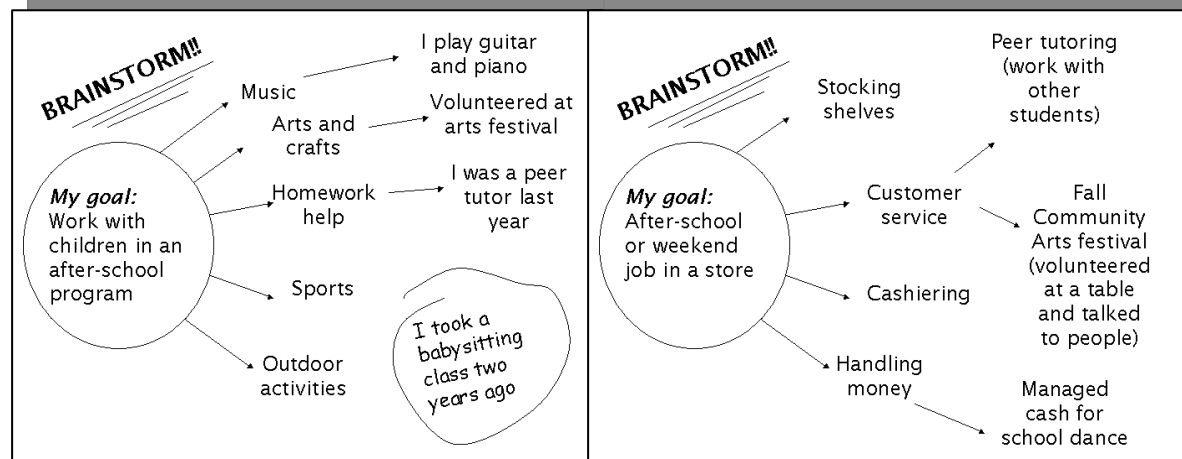 BRAINSTORM!!
My goal:
Work with
children in an
after-school
program
Music
I play guitar
and piano
Arts and
crafts
Volunteered at
arts festival
Homework
help
I was a peer
tutor last
year
Sports
Outdoor
activities
I took a
babysitting
class two
years ago
BRAINSTORM!!
My goal:
After-school
or weekend
job in a store
Stocking
shelves
Customer
service
Peer tutoring
(work with
other
students)
Fall
Community
Arts festival
(volunteered
at a table
and talked
to people)
Cashiering
Handling
money
Managed
cash for
school dance